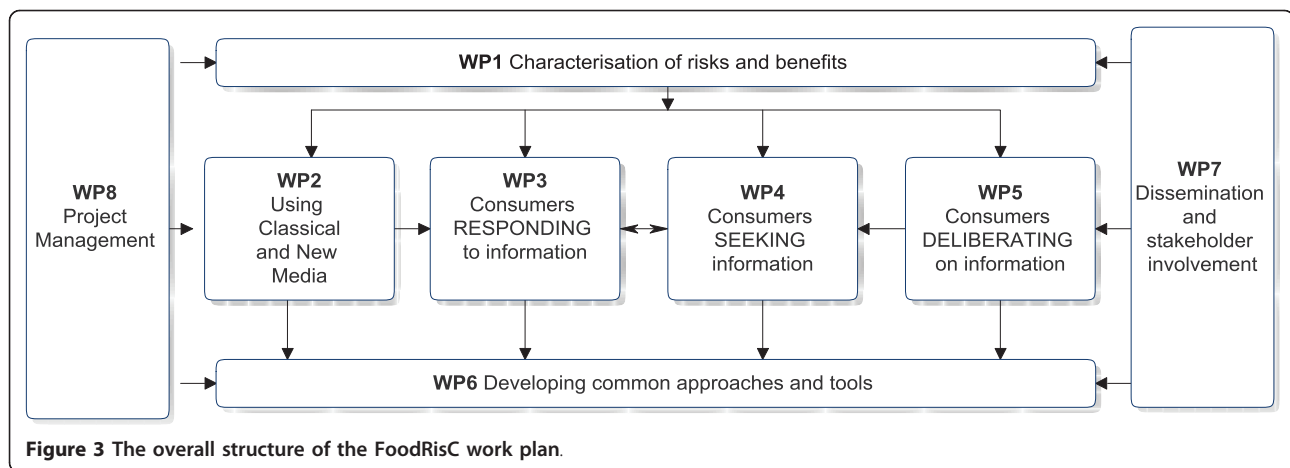 WP1 Characterisation of risks and benefits
WP8
Project
Management
WP2
Using
Classical
and New
Media
WP3
Consumers
RESPONDING
to information
WP4
Consumers
SEEKING
information
WP5
Consumers
DELIBERATING
on information
WP7
Dissemination
and
stakeholder
involvement
WP6 Developing common approaches and tools
Figure 3 The overall structure of the FoodRisC work plan.